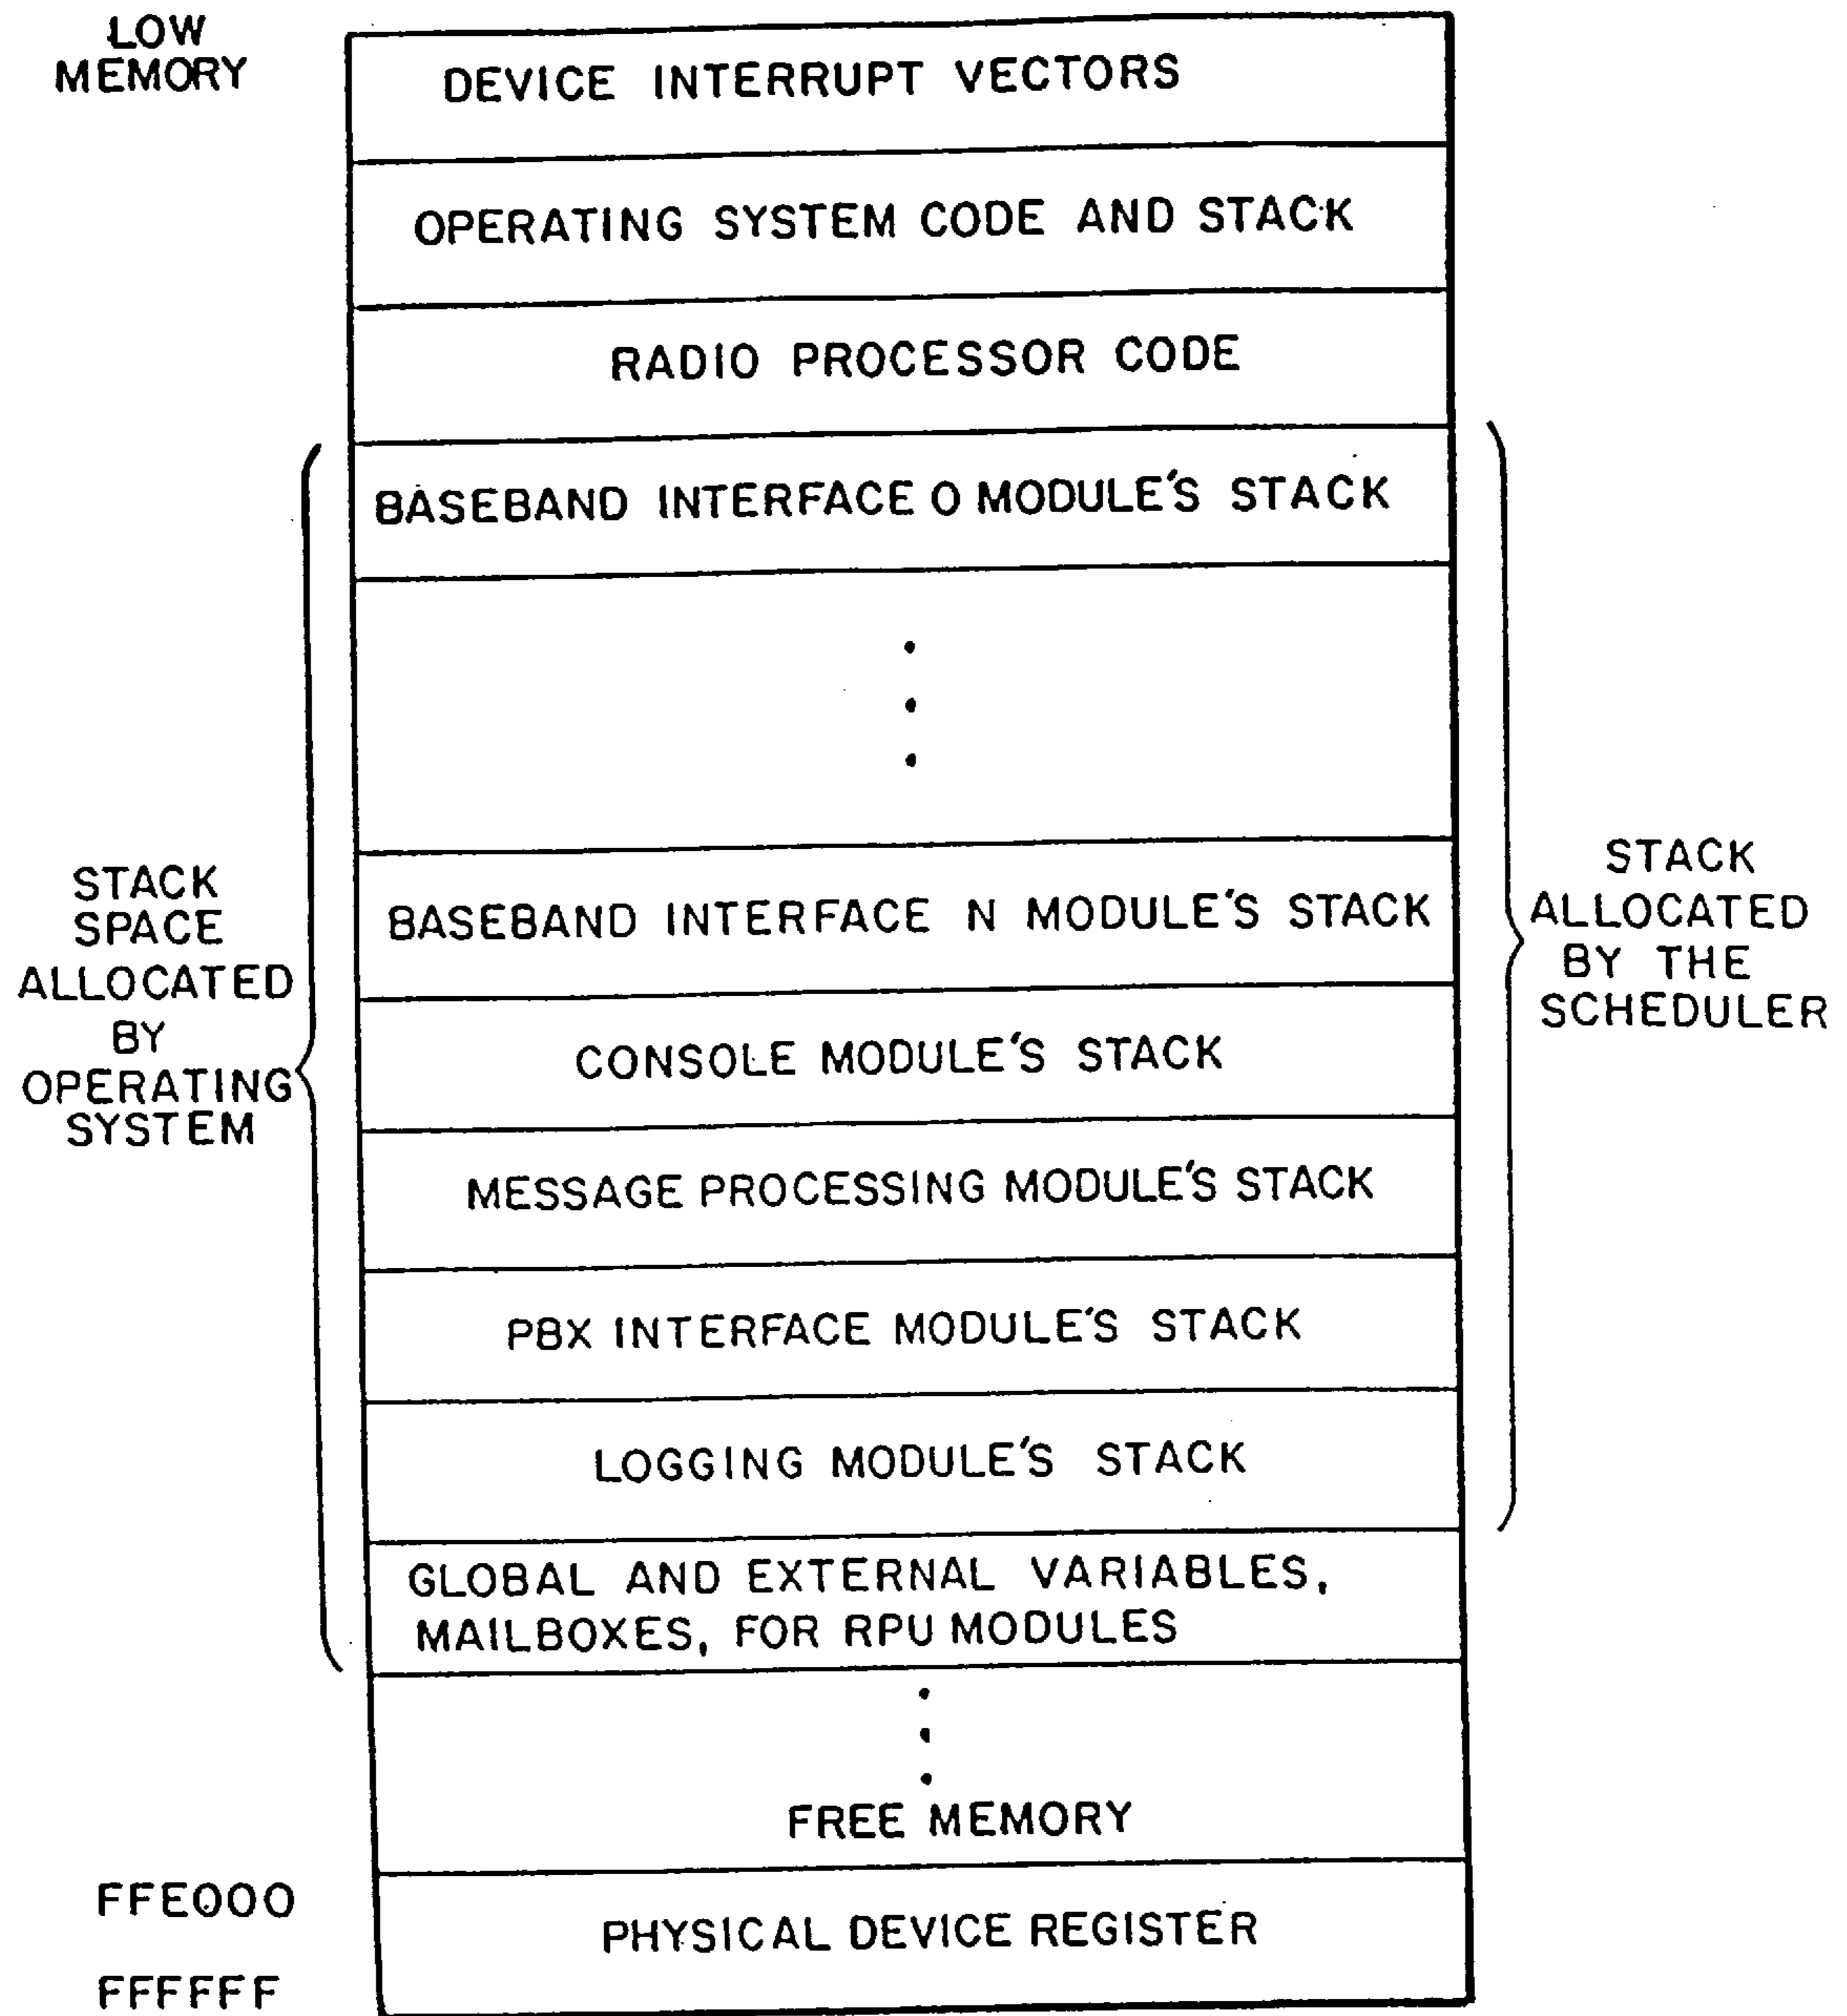 LOW
MEMORY
DEVICE INTERRUPT VECTORS
OPERATING SYSTEM CODE AND STACK
RADIO PROCESSOR CODE
BASEBAND INTERFACE 0 MODULE'S STACK
BASEBAND INTERFACE N MODULE'S STACK
CONSOLE MODULE'S STACK
MESSAGE PROCESSING MODULE'S STACK
PBX INTERFACE MODULE'S STACK
LOGGING MODULE'S STACK
GLOBAL AND EXTERNAL VARIABLES,
MAILBOXES, FOR RPU MODULES
FREE MEMORY
PHYSICAL DEVICE REGISTER
STACK
SPACE
ALLOCATED
BY
OPERATING
SYSTEM
STACK
ALLOCATED
BY THE
SCHEDULER
FFE000
FFFFFF